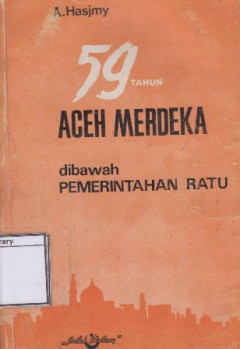 A.Hasjmy
59 TAHUN
ACEH MERDEKA
dibawah
PEMERINTAHAN RATU
rary